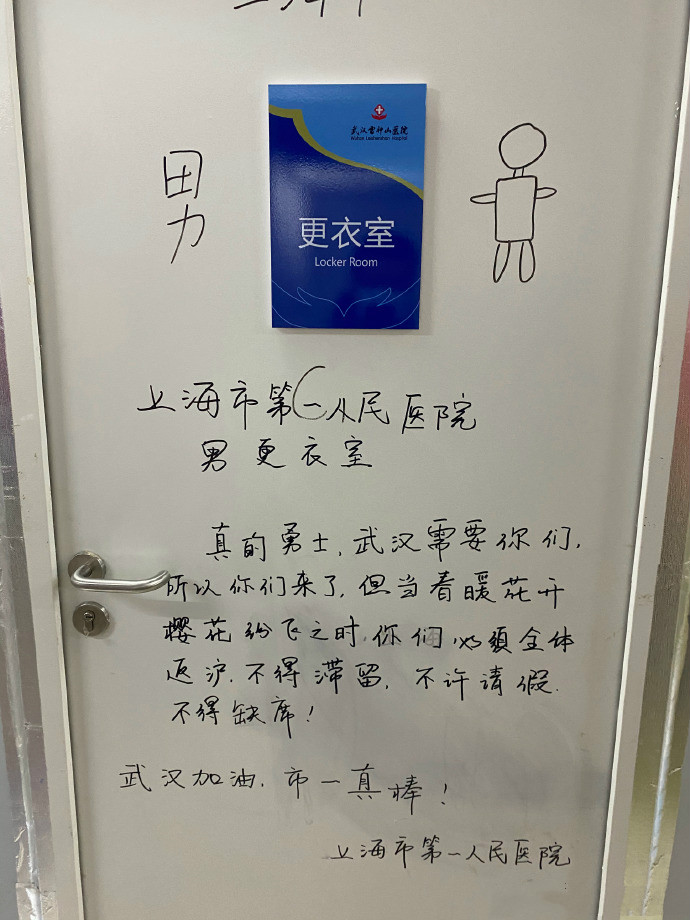 武汉雷神山医院
Wuhan Leishenshan Hospital
男
更衣室
Locker Room
上海市第一人民医院
男更衣室
真的勇士,武汉需要你们,
所以你们来了,但当春暖花开
樱花纷飞之时,你们必须全体
返沪.不得滞留,不许请假.
不得缺席!
武汉加油,市一真棒!
上海市第一人民医院